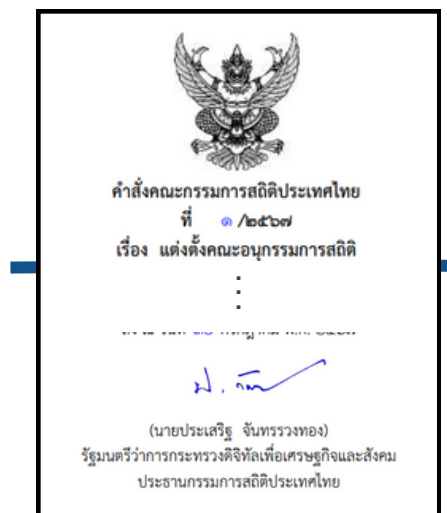 คำสั่งคณะกรรมการสถิติประเทศไทย
ที่ ๑ /๒๕๖๗
เรื่อง แต่งตั้งคณะอนุกรรมการสถิติ
(นายประเสริฐ จันทรรวงทอง)
รัฐมนตรีว่าการกระทรวงดิจิทัลเพื่อเศรษฐกิจและสังคม
ประธานกรรมการสถิติประเทศไทย